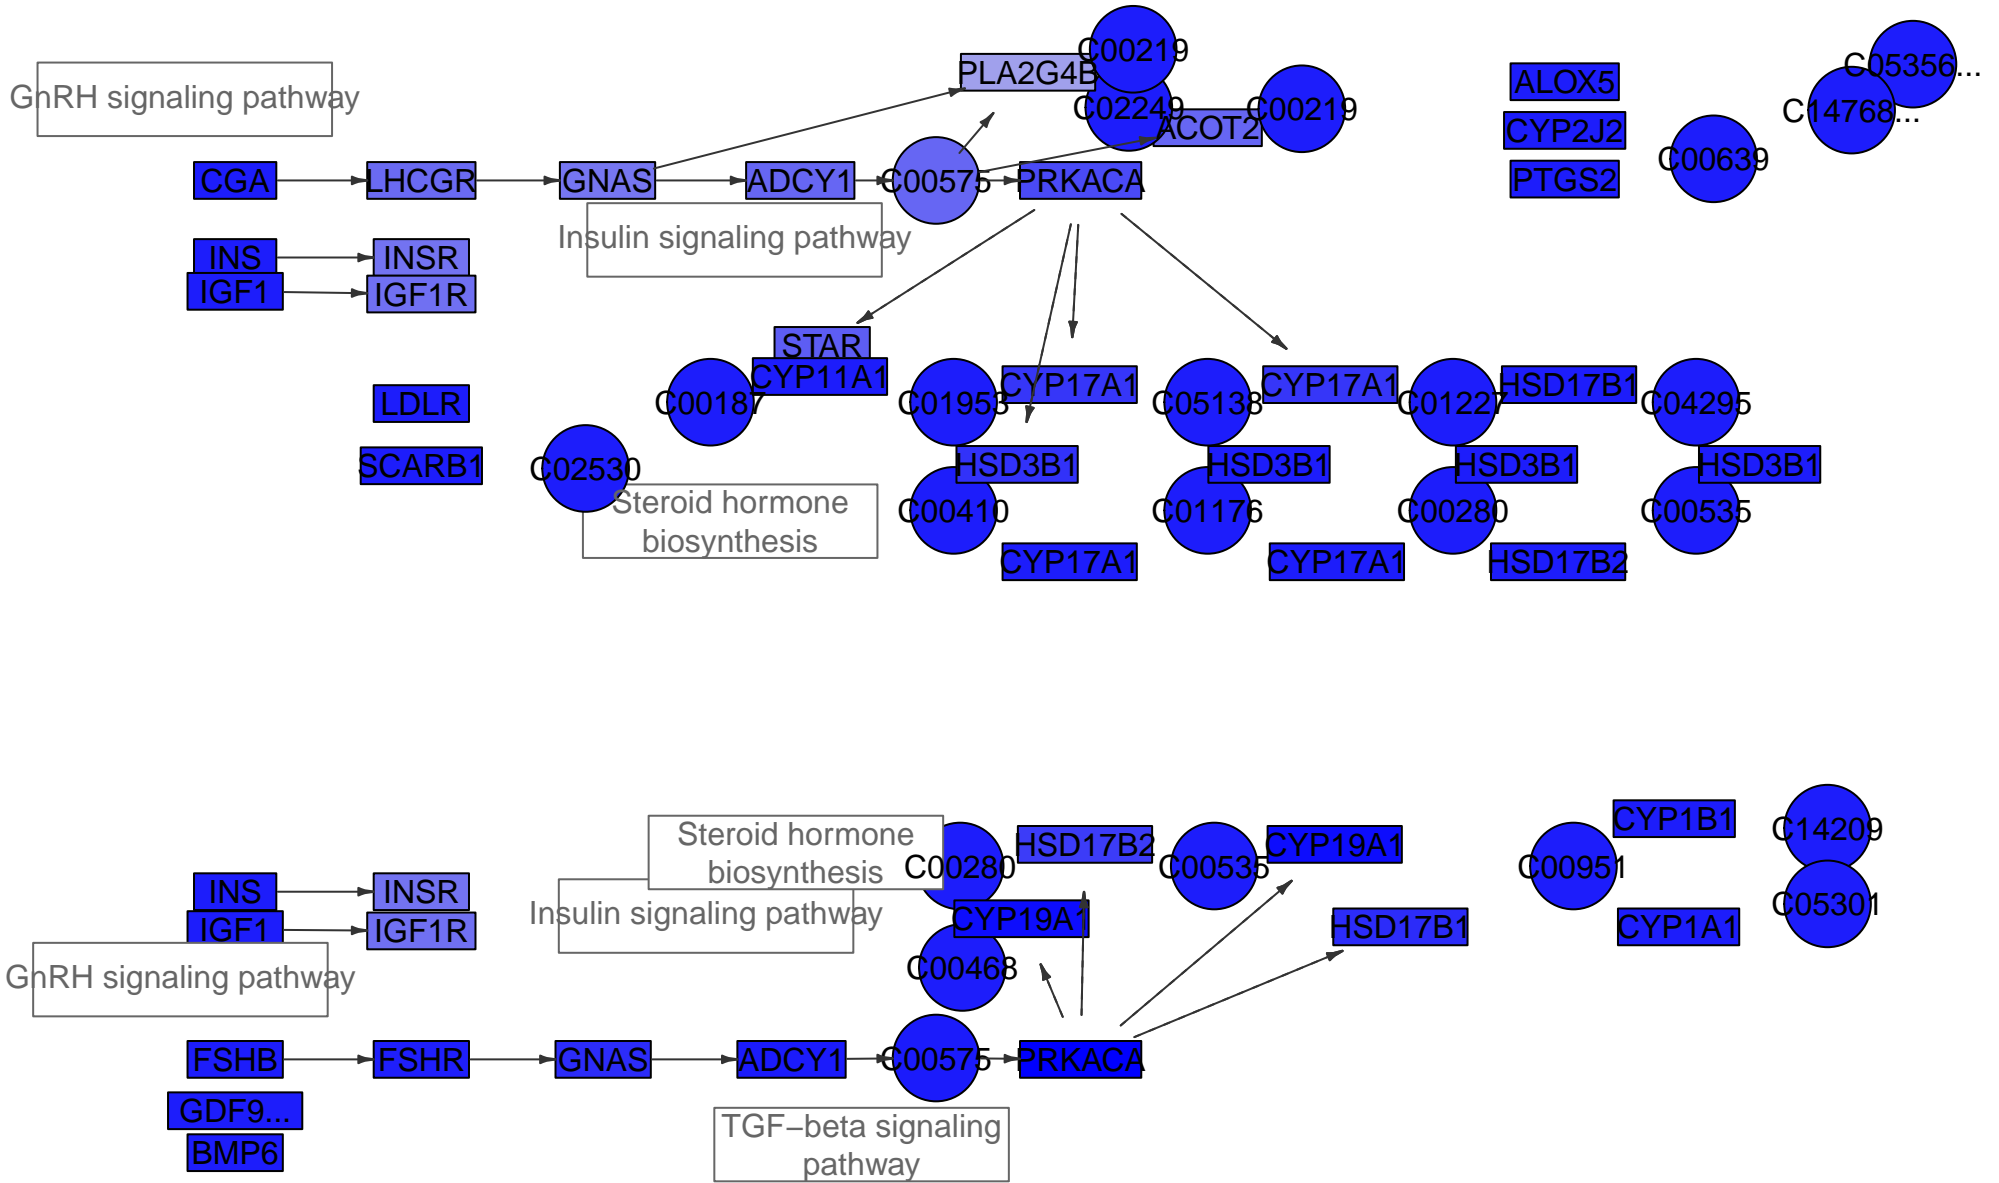 C00219
C05356...
PLA2G4B
ALOX5
GnRH signaling pathway
C02249
C00219
C14768...
ACOT2
CYP2J2
C00639
CGA
LHCGR
GNAS
ADCY1
C00575
PRKACA
PTGS2
Insulin signaling pathway
INS
INSR
IGF1
IGF1R
STAR
CYP11A1
CYP17A1
CYP17A1
HSD17B1
LDLR
C00187
C01953
C05138
C01227
C04295
SCARB1
C02530
HSD3B1
HSD3B1
HSD3B1
HSD3B1
Steroid hormone
biosynthesis
C00410
C01176
C00280
C00535
CYP17A1
CYP17A1
HSD17B2
Steroid hormone
biosynthesis
C00280
HSD17B2
C00535
CYP19A1
CYP1B1
C14209
C00951
INS
INSR
Insulin signaling pathway
CYP19A1
C05301
IGF1
IGF1R
HSD17B1
CYP1A1
GnRH signaling pathway
C00468
FSHB
FSHR
GNAS
ADCY1
C00575
PRKACA
GDF9...
BMP6
TGF−beta signaling
pathway